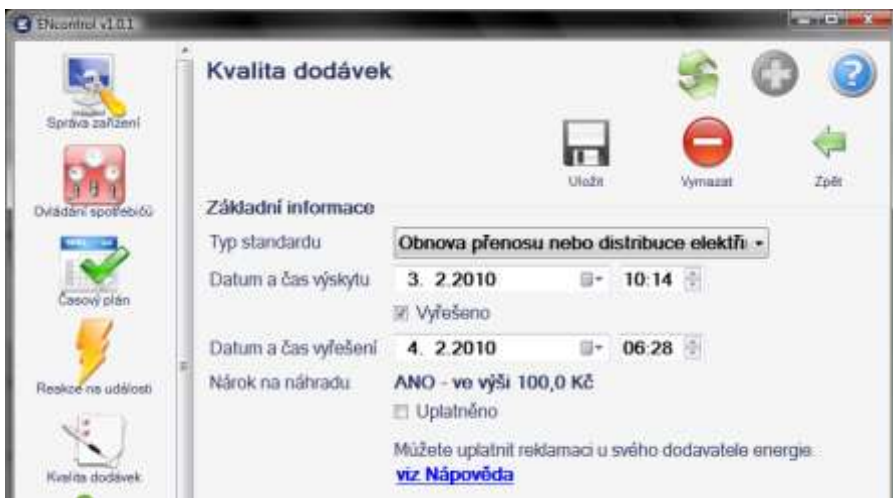 ENcontrol v1.0.1
Kvalita dodávek
Správa zařízení
Uložit
Vymazat
Zpět
Ovládání spotřebičů
Základní informace
Typ standardu
Obnova přenosu nebo distribuce elektři
Datum a čas výskytu
3. 2.2010
10:14
Časový plán
Vyřešeno
Datum a čas vyřešení
4. 2.2010
06:28
Reakce na události
Nárok na náhradu
ANO - ve výši 100,0 Kč
Uplatněno
Můžete uplatnit reklamaci u svého dodavatele energie.
viz Nápověda
Kvalita dodávek